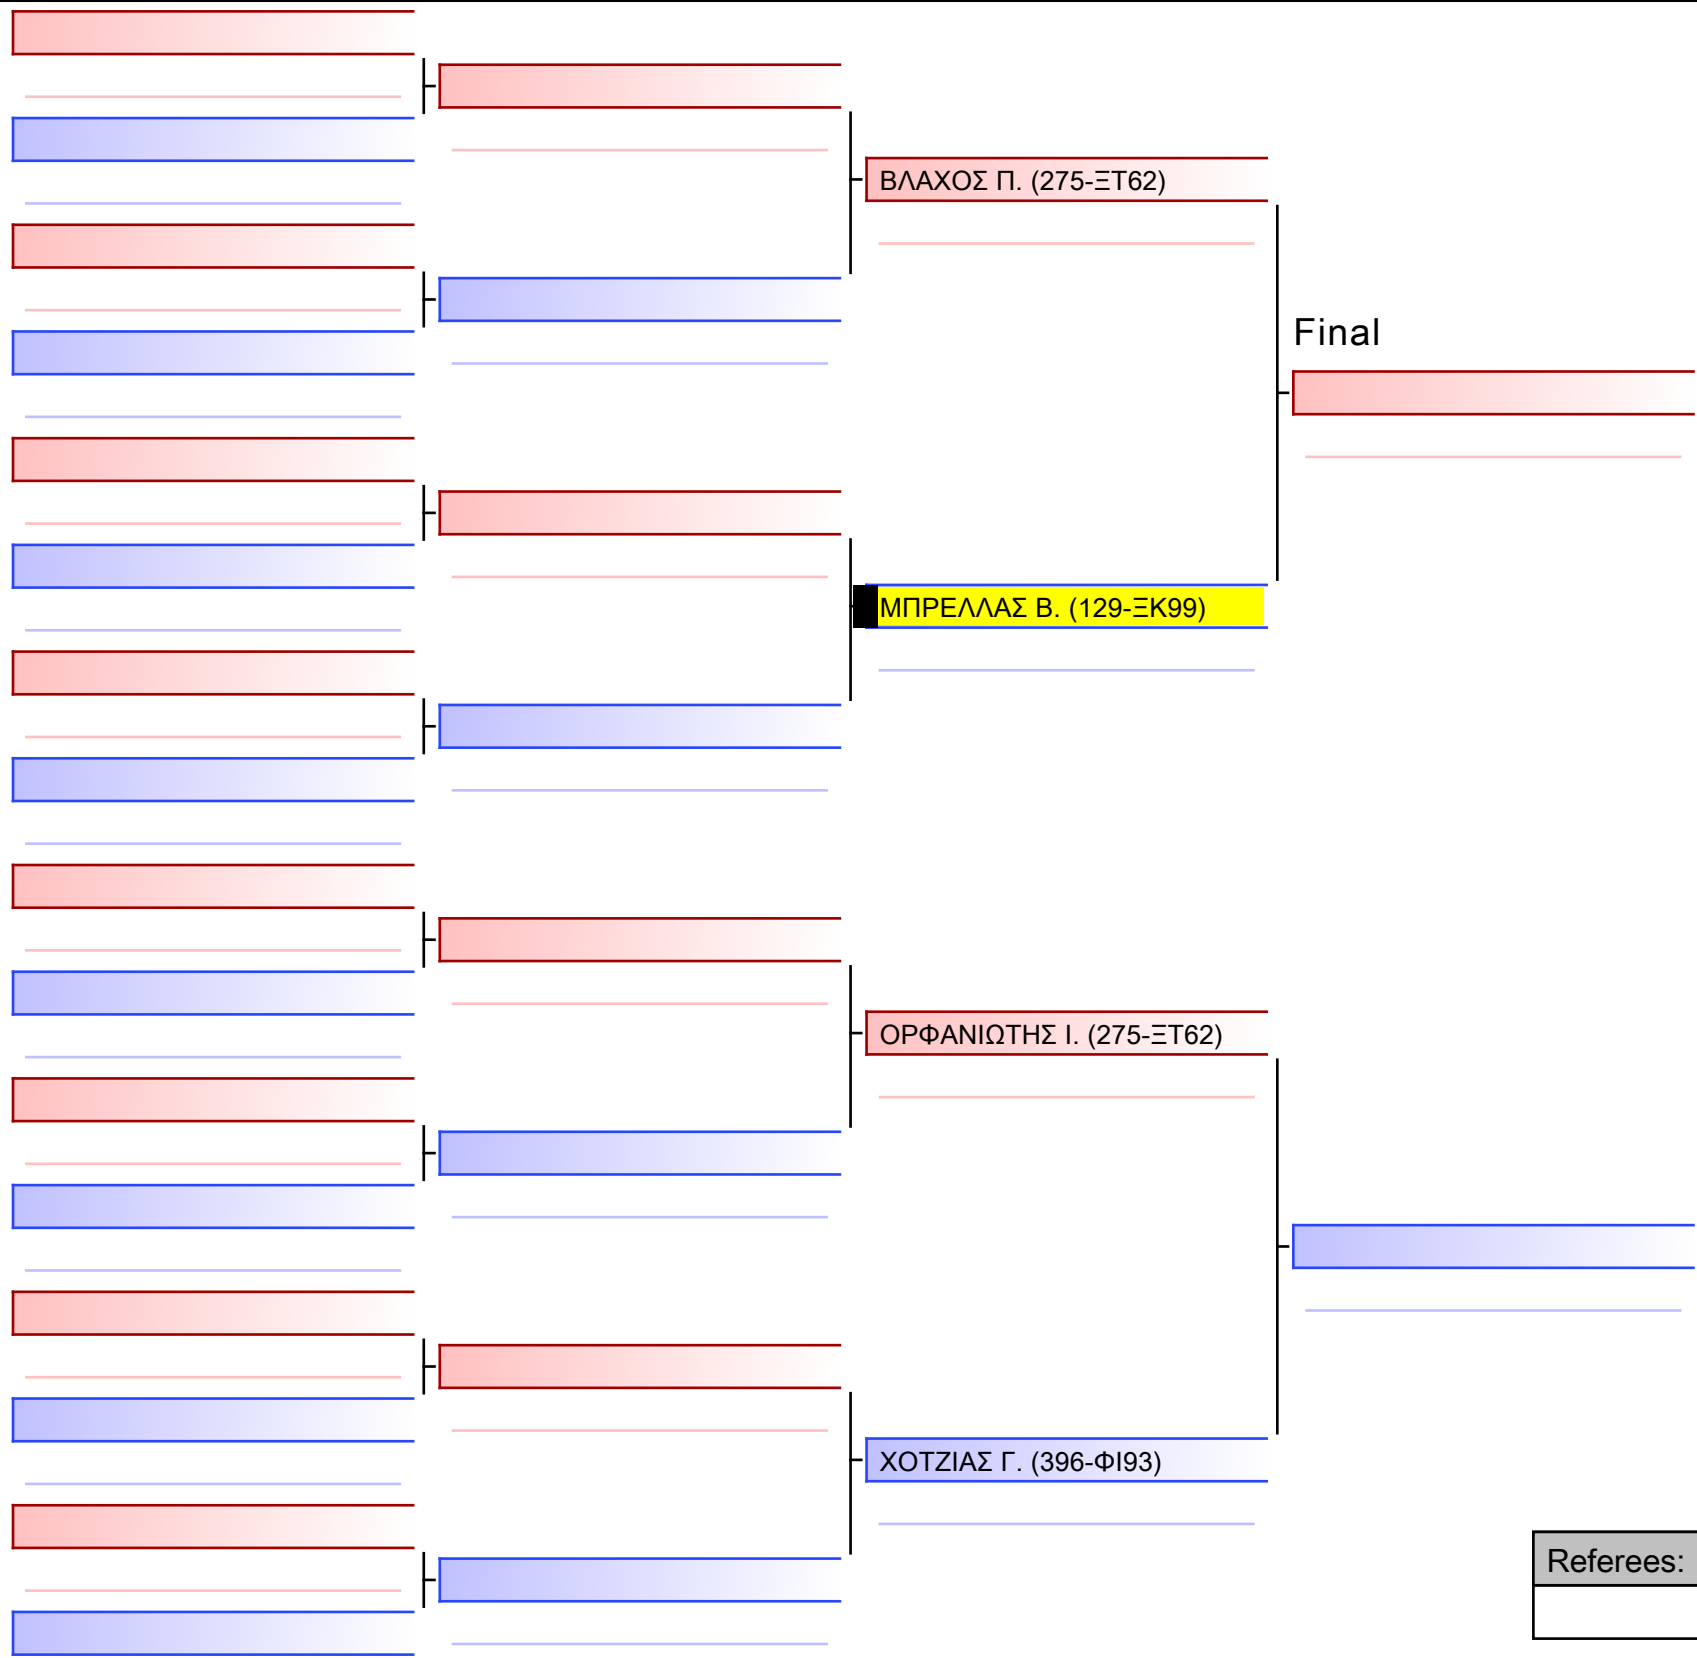 ΒΛΑΧΟΣ Π. (275-ΞΤ62)
Final
ΜΠΡΕΛΛΑΣ Β. (129-ΞΚ99)
ΟΡΦΑΝΙΩΤΗΣ Ι. (275-ΞΤ62)
ΧΟΤΖΙΑΣ Γ. (396-ΦΙ93)
Referees: